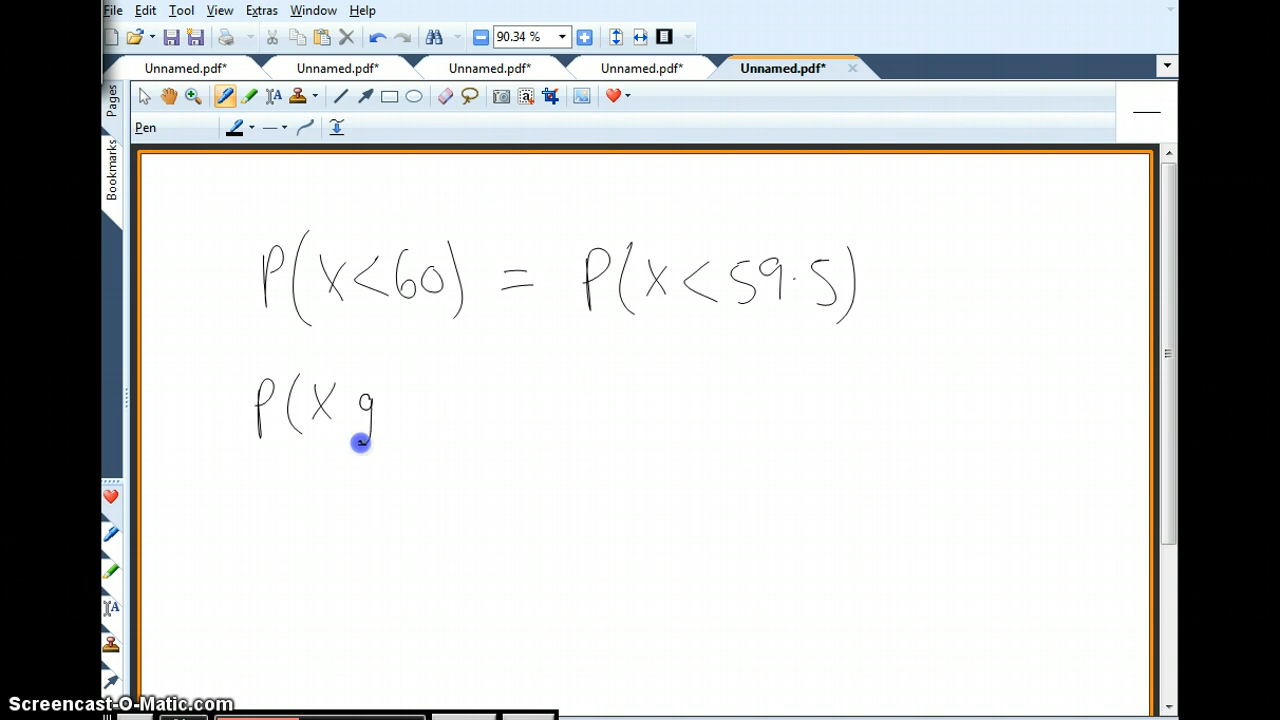 File Edit Tool View Extras Window Help
90.34 %
Unnamed.pdf* Unnamed.pdf* Unnamed.pdf* Unnamed.pdf* Unnamed.pdf*
Pages
Pen
Bookmarks
P(X<60) = P(X<59.5)
P(X g
Screencast-O-Matic.com